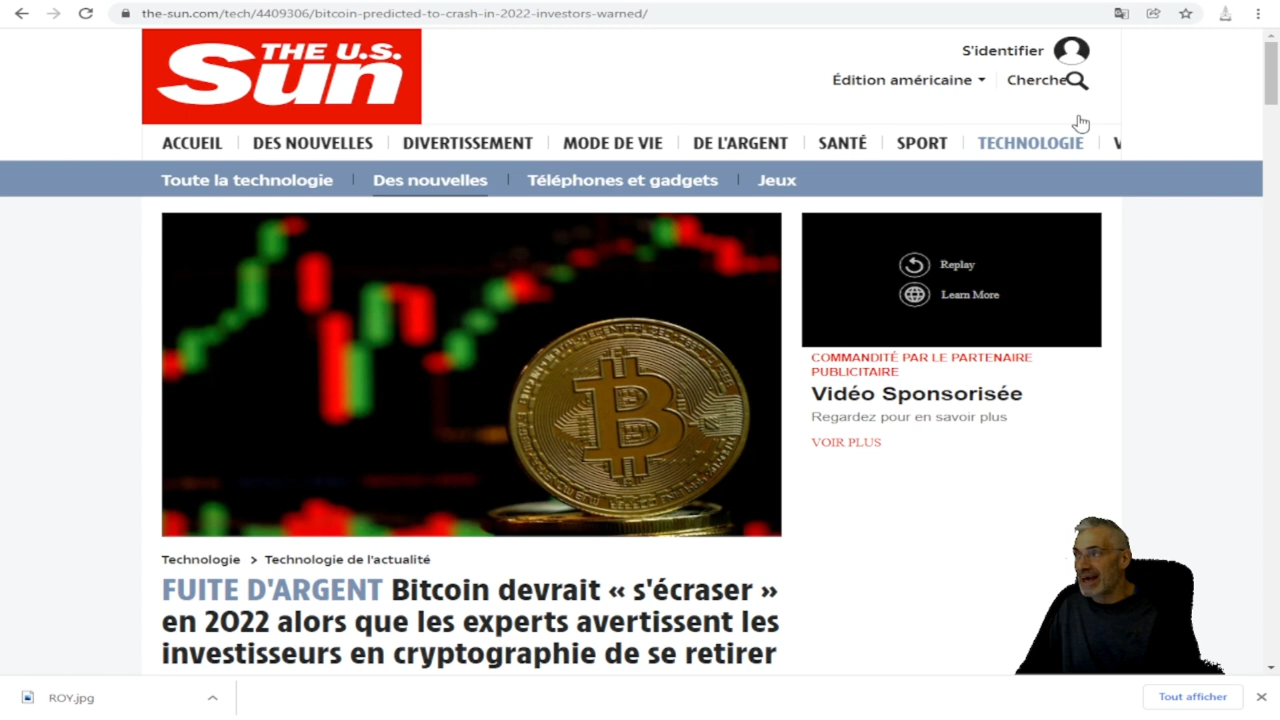 the-sun.com/tech/4409306/bitcoin-predicted-to-crash-in-2022-investors-warned/
THE U.S.
Sun
S'identifier
Édition américaine
Cherche
ACCUEIL
DES NOUVELLES
DIVERTISSEMENT
MODE DE VIE
DE L'ARGENT
SANTÉ
SPORT
TECHNOLOGIE
Toute la technologie
Des nouvelles
Téléphones et gadgets
Jeux
Replay
Learn More
COMMANDITÉ PAR LE PARTENAIRE
PUBLICITAIRE
Vidéo Sponsorisée
Regardez pour en savoir plus
VOIR PLUS
Technologie > Technologie de l'actualité
FUITE D'ARGENT Bitcoin devrait « s'écraser »
en 2022 alors que les experts avertissent les
investisseurs en cryptographie de se retirer
ROY.jpg
Tout afficher